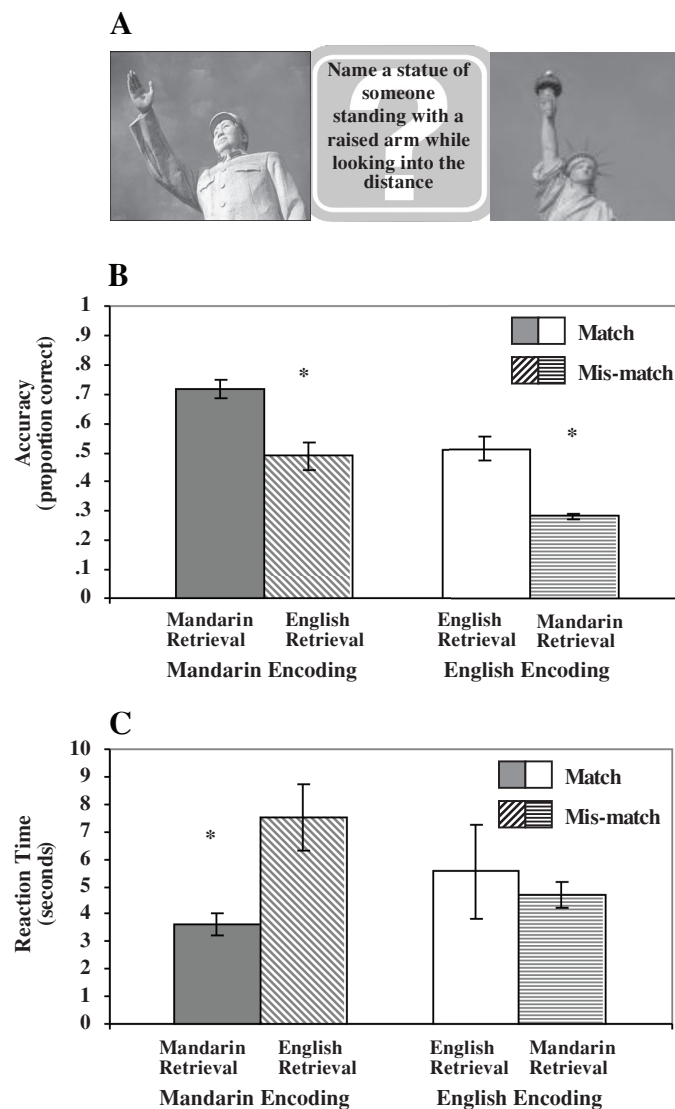 A
Name a statue of
someone
standing with a
raised arm while
looking into the
distance
?
B
Accuracy
(proportion correct)
1
.9
.8
.7
.6
.5
.4
.3
.2
.1
0
Match
Mis-match
*
*
Mandarin
Retrieval
English
Retrieval
English
Retrieval
Mandarin
Retrieval
Mandarin Encoding
English Encoding
C
Reaction Time
(seconds)
10
9
8
7
6
5
4
3
2
1
0
Match
Mis-match
*
Mandarin
Retrieval
English
Retrieval
English
Retrieval
Mandarin
Retrieval
Mandarin Encoding
English Encoding